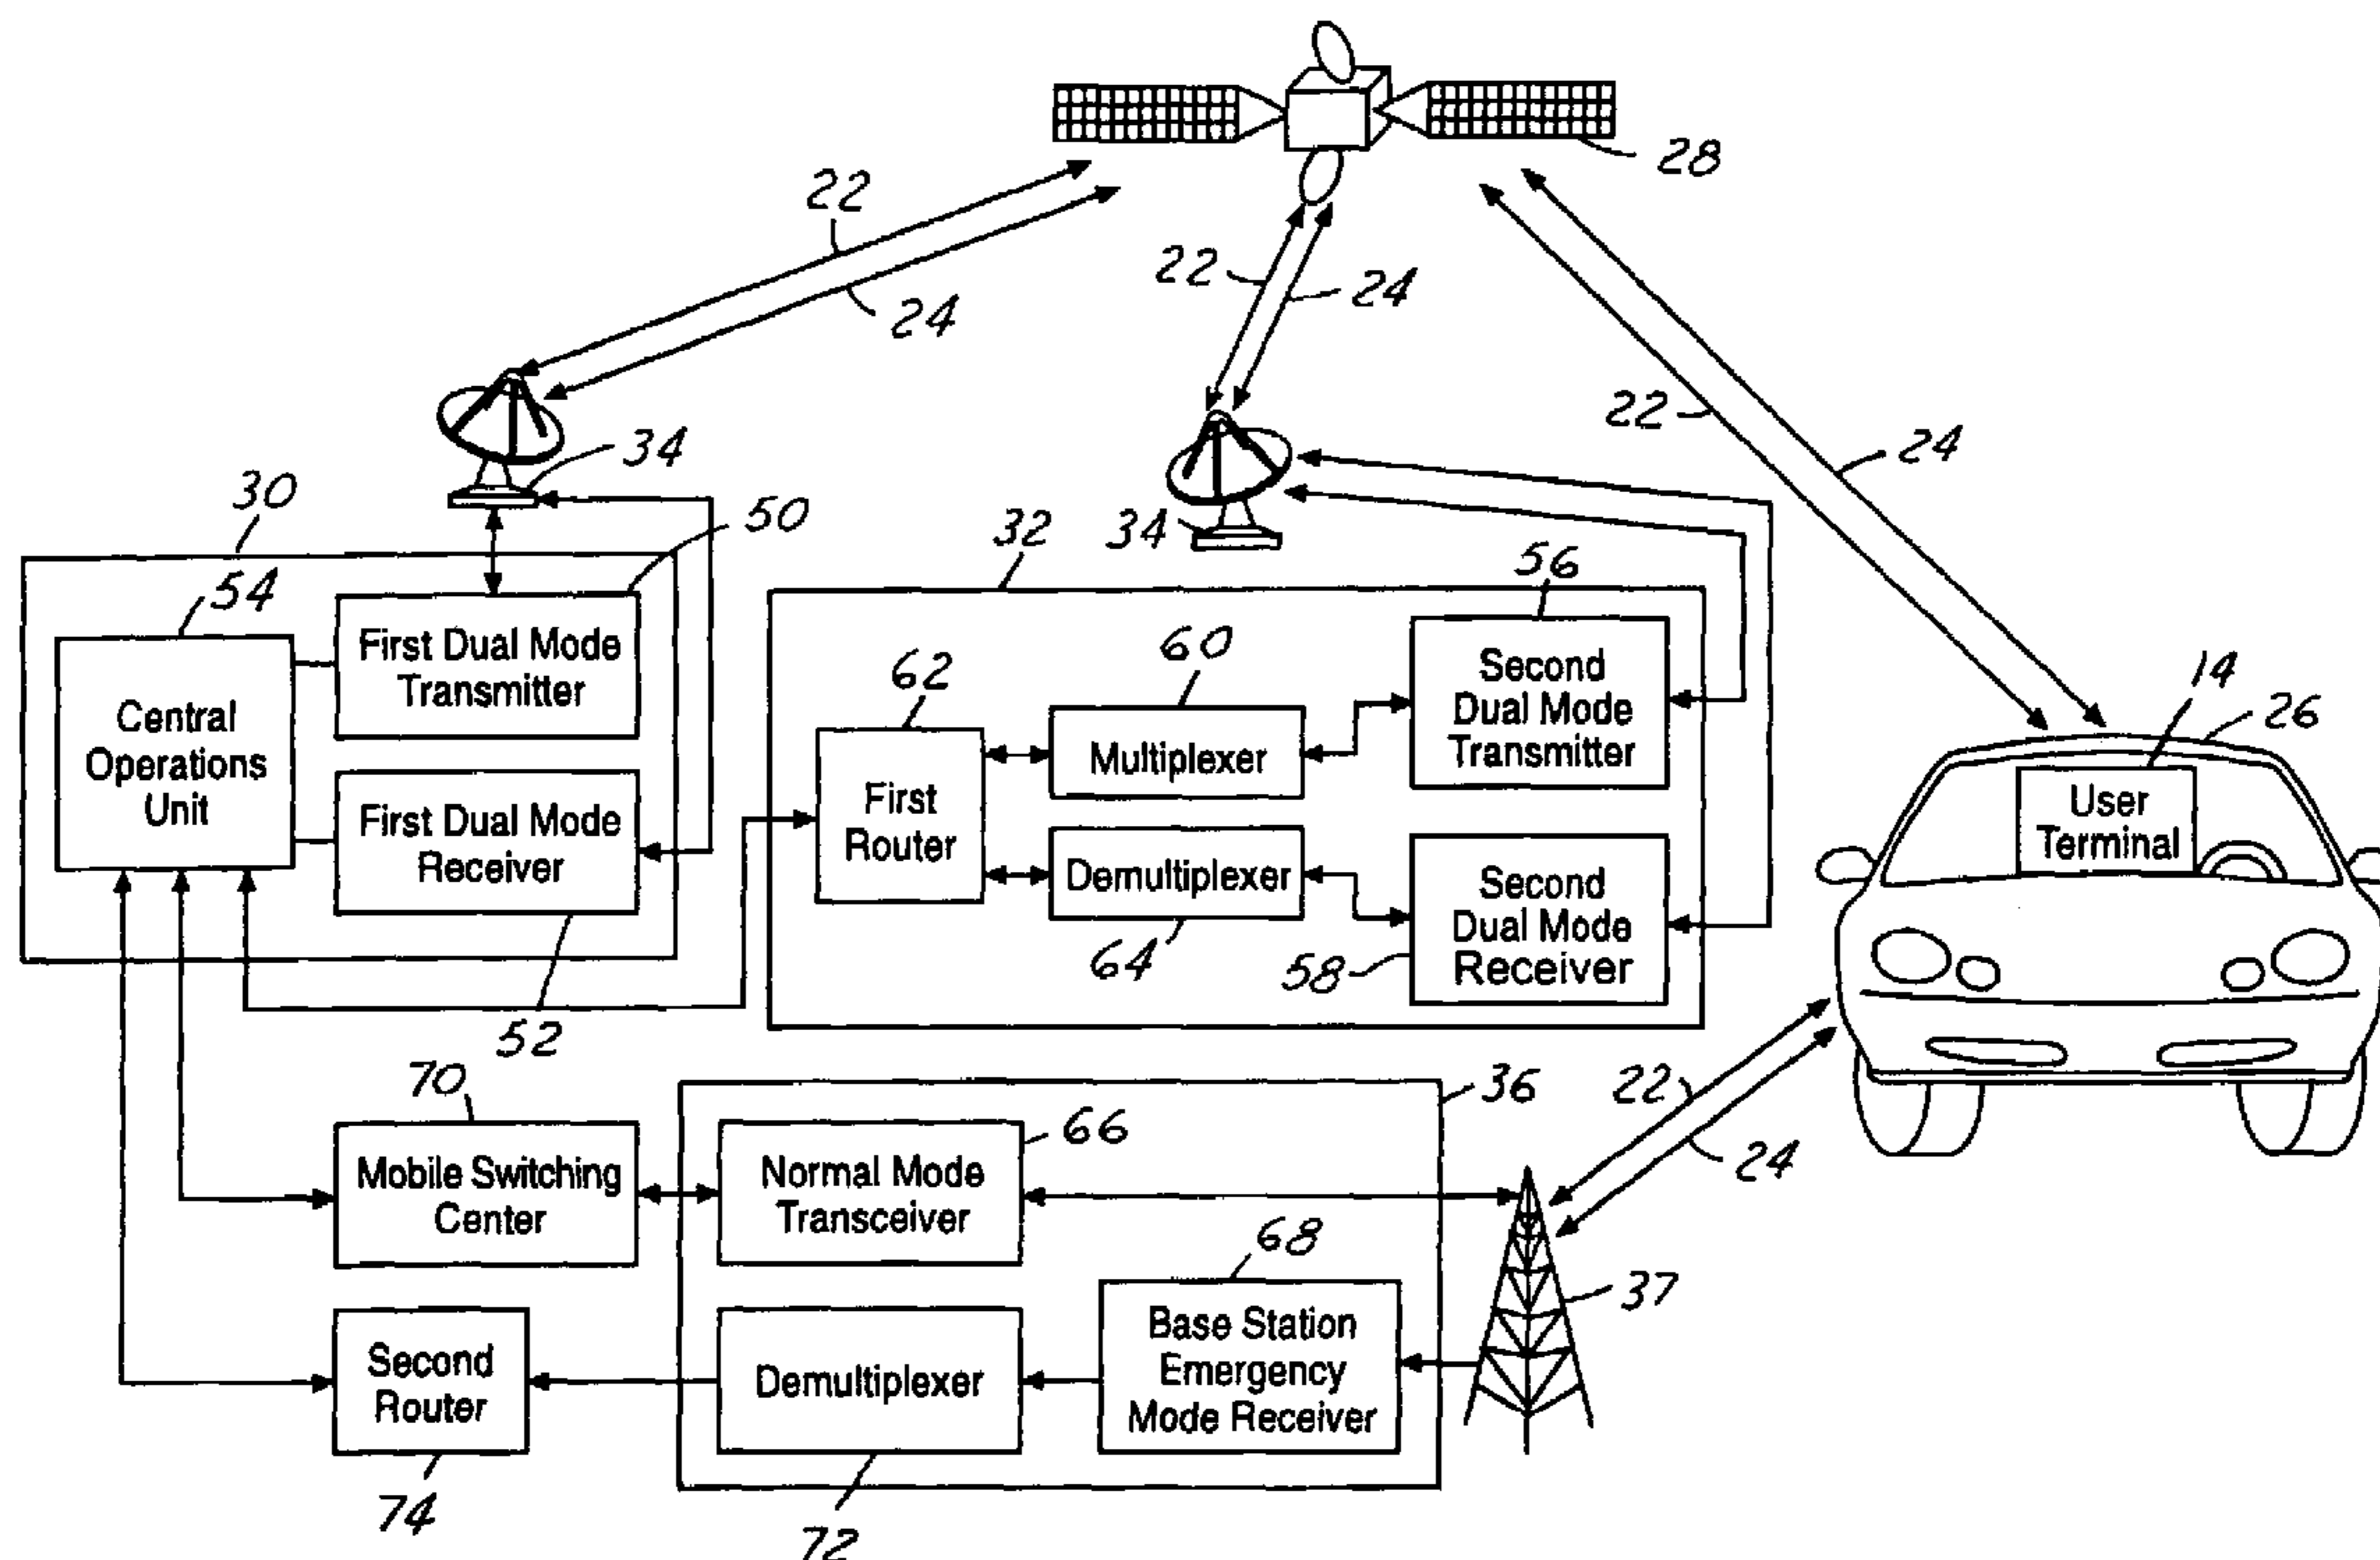 28
22
22
24
24
22
24
34
30
50
34
32
54
56
First Dual Mode
Transmitter
60
Second
Dual Mode
Transmitter
62
14
26
Central
Operations
Unit
Multiplexer
User
Terminal
First
Router
First Dual Mode
Receiver
Demultiplexer
Second
Dual Mode
Receiver
64
58
52
70
36
22
66
24
Mobile Switching
Center
Normal Mode
Transceiver
68
37
Second
Router
Demultiplexer
Base Station
Emergency
Mode Receiver
74
72